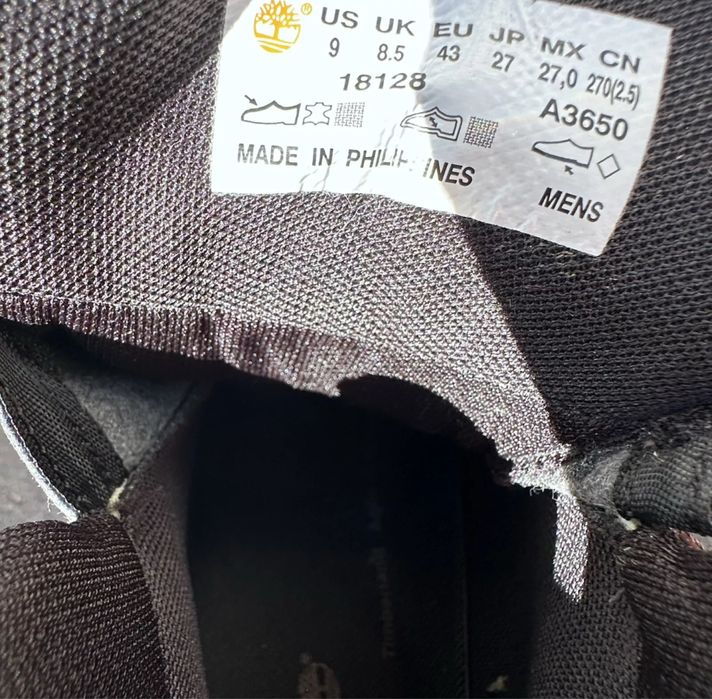 ® US UK EU JP MX CN
9 8.5 43 27 27,0 270(2.5)
18128
A3650
MADE IN PHILIPPINES
MENS